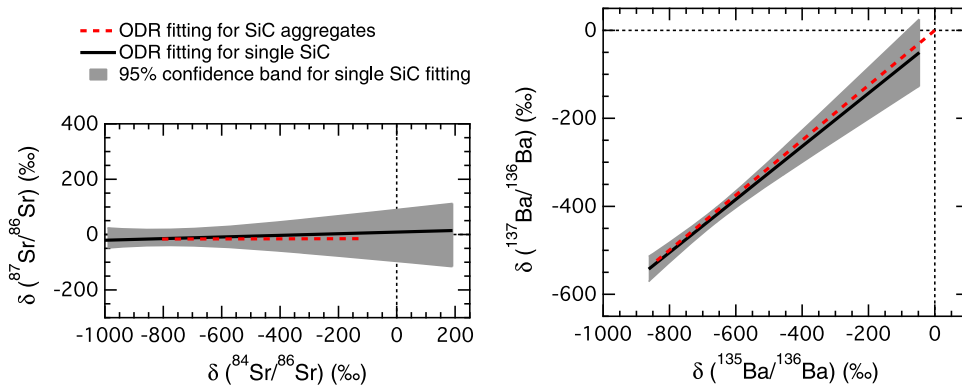 ODR fitting for SiC aggregates
ODR fitting for single SiC
95% confidence band for single SiC fitting
400
200
0
-200
δ (⁸⁷Sr/⁸⁶Sr) (‰)
-1000 -800 -600 -400 -200 0 200
δ (⁸⁴Sr/⁸⁶Sr) (‰)
0
-200
-400
-600
δ (¹³⁷Ba/¹³⁶Ba) (‰)
-1000 -800 -600 -400 -200 0
δ (¹³⁵Ba/¹³⁶Ba) (‰)